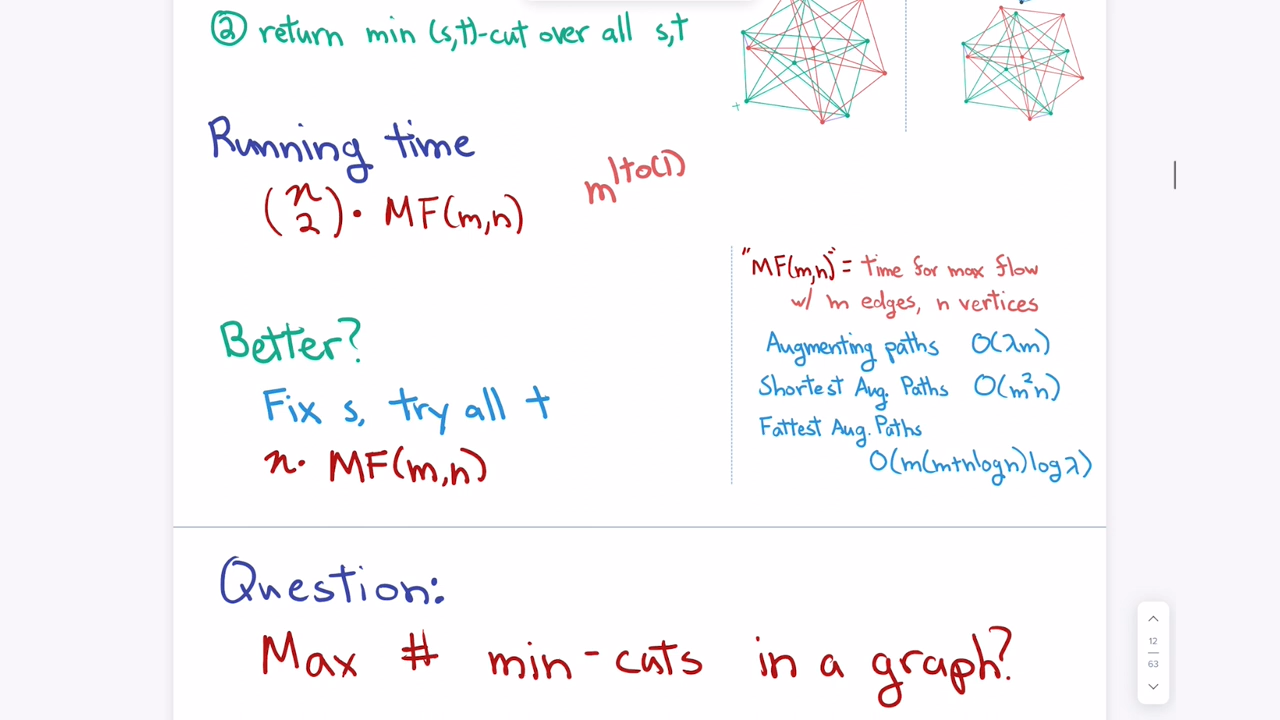 ② return min (s,t)-cut over all s,t
Running time
(n 2) · MF(m,n)
m^1+o(1)
"MF(m,n)" = time for max flow
w/ m edges, n vertices
Augmenting paths O(λm)
Shortest Aug. Paths O(m²n)
Fattest Aug. Paths
O(m(m+nlogn)logλ)
Better?
Fix s, try all t
n· MF(m,n)
Question:
Max # min-cuts in a graph?
12
63